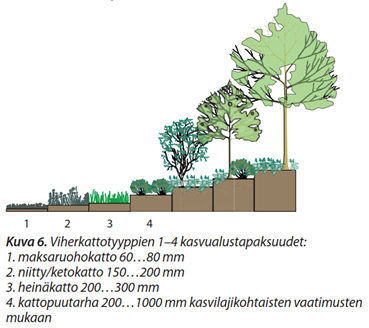 1 2 3 4
Kuva 6. Viherkattotyyppien 1–4 kasvualustapaksuudet:
1. maksaruohokatto 60...80 mm
2. niitty/ketokatto 150...200 mm
3. heinäkatto 200...300 mm
4. kattopuutarha 200...1000 mm kasvilajikohtaisten vaatimusten
mukaan